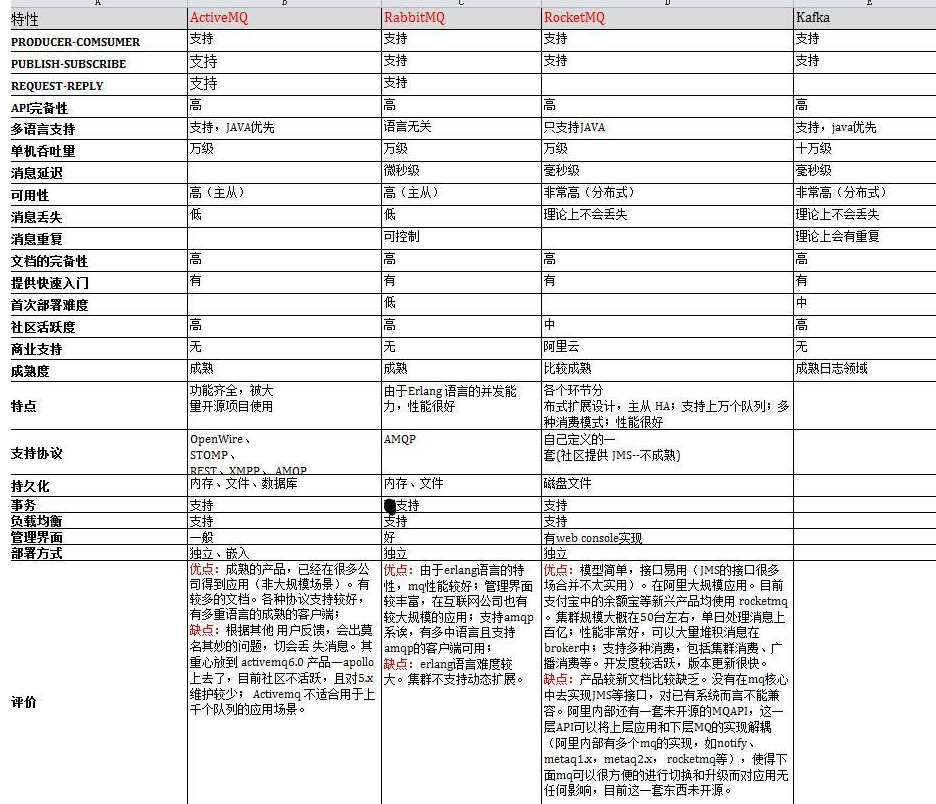 A B C D E
特性 ActiveMQ RabbitMQ RocketMQ Kafka
PRODUCER-COMSUMER 支持 支持 支持 支持
PUBLISH-SUBSCRIBE 支持 支持 支持 支持
REQUEST-REPLY 支持 支持
API完备性 高 高 高 高
多语言支持 支持，JAVA优先 语言无关 只支持JAVA 支持，java优先
单机吞吐量 万级 万级 万级 十万级
消息延迟 微秒级 毫秒级 毫秒级
可用性 高（主从） 高（主从） 非常高（分布式） 非常高（分布式）
消息丢失 低 低 理论上不会丢失 理论上不会丢失
消息重复 可控制 理论上会有重复
文档的完备性 高 高 高 高
提供快速入门 有 有 有 有
首次部署难度 低 中
社区活跃度 高 高 中 高
商业支持 无 无 阿里云 无
成熟度 成熟 成熟 比较成熟 成熟日志领域
特点
功能齐全，被大
量开源项目使用
由于Erlang 语言的并发能
力，性能很好
各个环节分
布式扩展设计，主从 HA；支持上万个队列；多
种消费模式；性能很好
支持协议
OpenWire、
STOMP、
REST、XMPP、AMQP
AMQP
自己定义的一
套(社区提供 JMS--不成熟)
持久化 内存、文件、数据库 内存、文件 磁盘文件
事务 支持 支持 支持
负载均衡 支持 支持 支持
管理界面 一般 好 有web console实现
部署方式 独立、嵌入 独立 独立
评价
优点：成熟的产品，已经在很多公
司得到应用（非大规模场景）。有
较多的文档。各种协议支持较好，
有多重语言的成熟的客户端；
缺点：根据其他用户反馈，会出莫
名其妙的问题，切会丢 失消息。其
重心放到 activemq6.0 产品—apollo
上去了，目前社区不活跃，且对5.x
维护较少； Activemq 不适合用于上
千个队列的应用场景。
优点：由于erlang语言的特
性，mq性能较好；管理界面
较丰富，在互联网公司也有
较大规模的应用；支持amqp
系诶，有多中语言且支持
amqp的客户端可用；
缺点：erlang语言难度较
大。集群不支持动态扩展。
优点：模型简单，接口易用（JMS的接口很多
场合并不太实用）。在阿里大规模应用。目前
支付宝中的余额宝等新兴产品均使用 rocketmq
。集群规模大概在50台左右，单日处理消息上
百亿；性能非常好，可以大量堆积消息在
broker中；支持多种消费，包括集群消费、广
播消费等。开发度较活跃，版本更新很快。
缺点：产品较新文档比较缺乏。没有在mq核心
中去实现JMS等接口，对已有系统而言不能兼
容。阿里内部还有一套未开源的MQAPI，这一
层API可以将上层应用和下层MQ的实现解耦
（阿里内部有多个mq的实现，如notify、
metaq1.x，metaq2.x， rocketmq等），使得下
面mq可以很方便的进行切换和升级而对应用无
任何影响，目前这一套东西未开源。